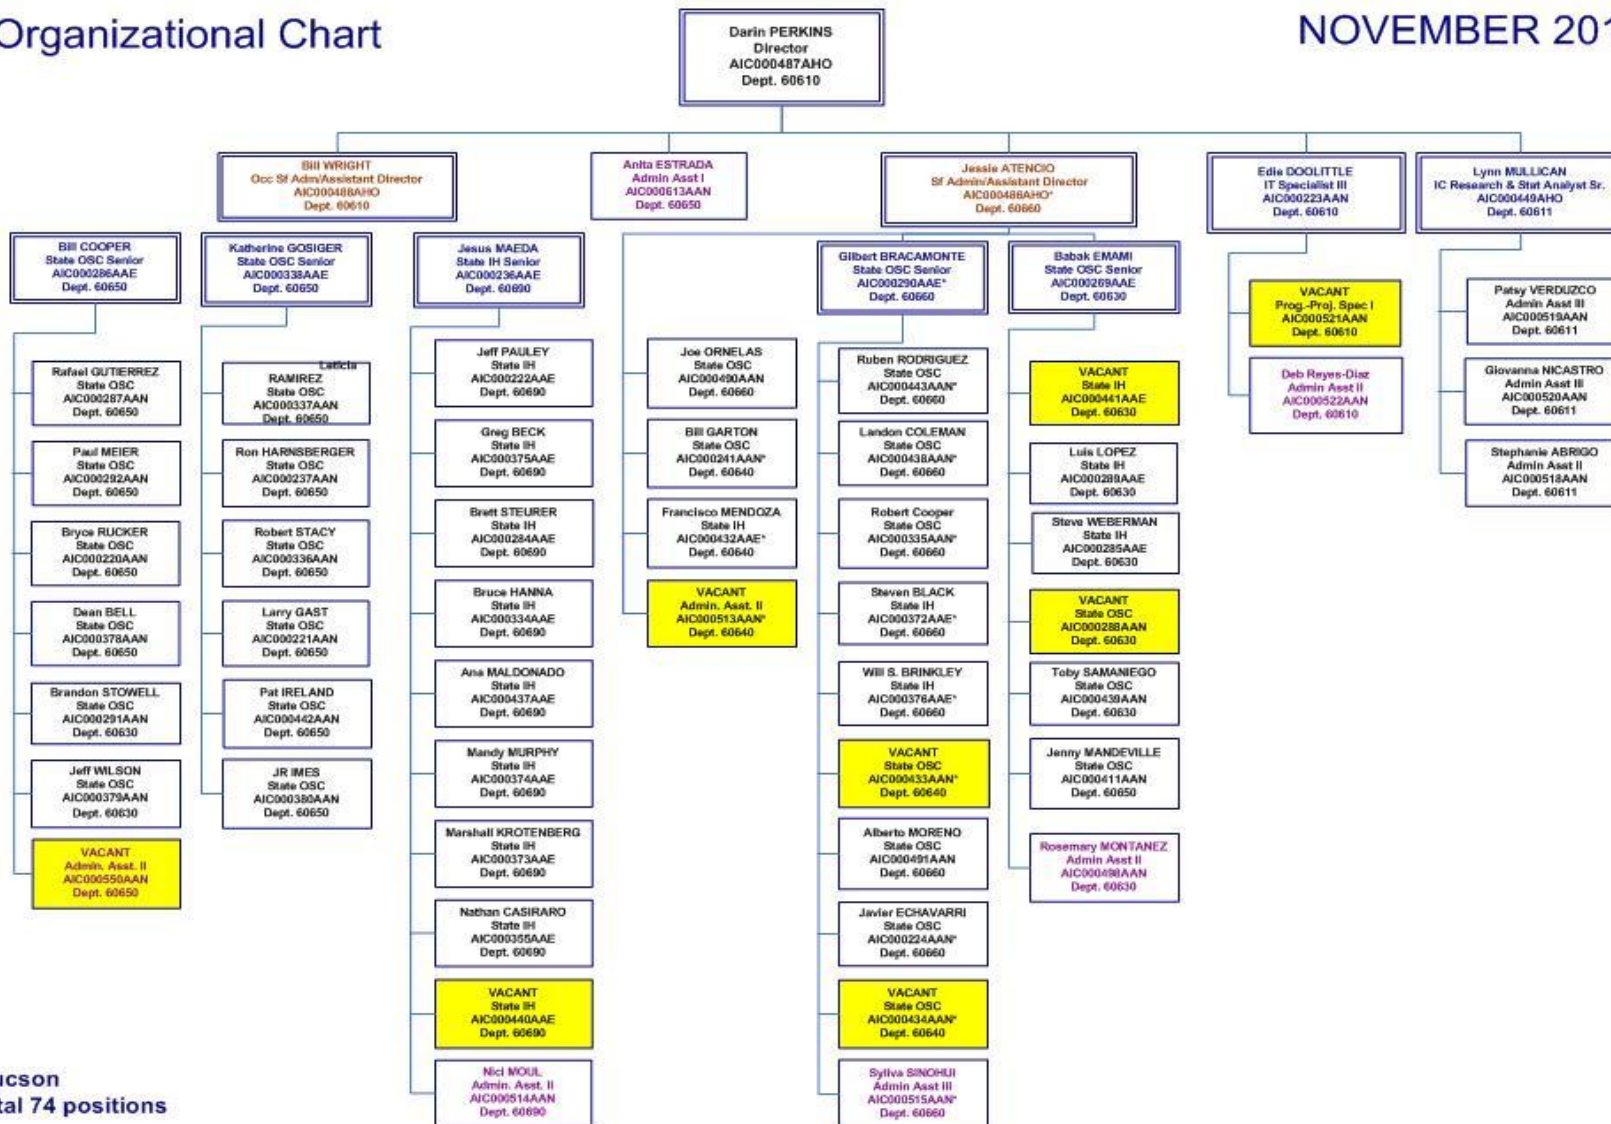 Organizational Chart
NOVEMBER 201
Darin PERKINS
Director
AIC000487AHO
Dept. 60610
Bill WRIGHT
Occ Sf Adm/Assistant Director
AIC000488AHO
Dept. 60610
Anita ESTRADA
Admin Asst I
AIC000613AAN
Dept. 60650
Jessie ATENCIO
Sf Admin/Assistant Director
AIC000486AHO*
Dept. 60660
Edie DOOLITTLE
IT Specialist III
AIC000223AAN
Dept. 60610
Lynn MULLICAN
IC Research & Stat Analyst Sr.
AIC000449AHO
Dept. 60611
Bill COOPER
State OSC Senior
AIC000286AAE
Dept. 60650
Katherine GOSIGER
State OSC Senior
AIC000338AAE
Dept. 60650
Jesus MAEDA
State IH Senior
AIC000236AAE
Dept. 60690
Gilbert BRACAMONTE
State OSC Senior
AIC000290AAE*
Dept. 60660
Babak EMAMI
State OSC Senior
AIC000269AAE
Dept. 60630
Rafael GUTIERREZ
State OSC
AIC000287AAN
Dept. 60650
Paul MEIER
State OSC
AIC000292AAN
Dept. 60650
Bryce RUCKER
State OSC
AIC000220AAN
Dept. 60650
Dean BELL
State OSC
AIC000378AAN
Dept. 60650
Brandon STOWELL
State OSC
AIC000291AAN
Dept. 60630
Jeff WILSON
State OSC
AIC000379AAN
Dept. 60630
VACANT
Admin. Asst. II
AIC000550AAN
Dept. 60650
Leticia
RAMIREZ
State OSC
AIC000337AAN
Dept. 60650
Ron HARNSBERGER
State OSC
AIC000237AAN
Dept. 60650
Robert STACY
State OSC
AIC000336AAN
Dept. 60650
Larry GAST
State OSC
AIC000221AAN
Dept. 60650
Pat IRELAND
State OSC
AIC000442AAN
Dept. 60650
JR IMES
State OSC
AIC000380AAN
Dept. 60650
Jeff PAULEY
State IH
AIC000222AAE
Dept. 60690
Greg BECK
State IH
AIC000375AAE
Dept. 60690
Brett STEURER
State IH
AIC000284AAE
Dept. 60690
Bruce HANNA
State IH
AIC000334AAE
Dept. 60690
Ana MALDONADO
State IH
AIC000437AAE
Dept. 60690
Mandy MURPHY
State IH
AIC000374AAE
Dept. 60690
Marshall KROTENBERG
State IH
AIC000373AAE
Dept. 60690
Nathan CASIRARO
State IH
AIC000355AAE
Dept. 60690
VACANT
State IH
AIC000440AAE
Dept. 60690
Nici MOUL
Admin. Asst. II
AIC000514AAN
Dept. 60690
Joe ORNELAS
State OSC
AIC000490AAN
Dept. 60660
Bill GARTON
State OSC
AIC000241AAN*
Dept. 60640
Francisco MENDOZA
State IH
AIC000432AAE*
Dept. 60640
VACANT
Admin. Asst. II
AIC000513AAN*
Dept. 60640
Ruben RODRIGUEZ
State OSC
AIC000443AAN*
Dept. 60660
Landon COLEMAN
State OSC
AIC000438AAN*
Dept. 60660
Robert Cooper
State OSC
AIC000335AAN*
Dept. 60660
Steven BLACK
State IH
AIC000372AAE*
Dept. 60660
Will S. BRINKLEY
State IH
AIC000376AAE*
Dept. 60660
VACANT
State OSC
AIC000433AAN*
Dept. 60640
Alberto MORENO
State OSC
AIC000491AAN
Dept. 60660
Javier ECHAVARRI
State OSC
AIC000224AAN*
Dept. 60660
VACANT
State OSC
AIC000434AAN*
Dept. 60640
Syliva SINOHUI
Admin Asst III
AIC000515AAN*
Dept. 60660
VACANT
State IH
AIC000441AAE
Dept. 60630
Luis LOPEZ
State IH
AIC000289AAE
Dept. 60630
Steve WEBERMAN
State IH
AIC000285AAE
Dept. 60630
VACANT
State OSC
AIC000288AAN
Dept. 60630
Toby SAMANIEGO
State OSC
AIC000439AAN
Dept. 60630
Jenny MANDEVILLE
State OSC
AIC000411AAN
Dept. 60650
Rosemary MONTANEZ
Admin Asst II
AIC000498AAN
Dept. 60630
VACANT
Prog.-Proj. Spec I
AIC000521AAN
Dept. 60610
Deb Reyes-Diaz
Admin Asst II
AIC000522AAN
Dept. 60610
Patsy VERDUZCO
Admin Asst III
AIC000519AAN
Dept. 60611
Giovanna NICASTRO
Admin Asst III
AIC000520AAN
Dept. 60611
Stephanie ABRIGO
Admin Asst II
AIC000518AAN
Dept. 60611
ucson
tal 74 positions